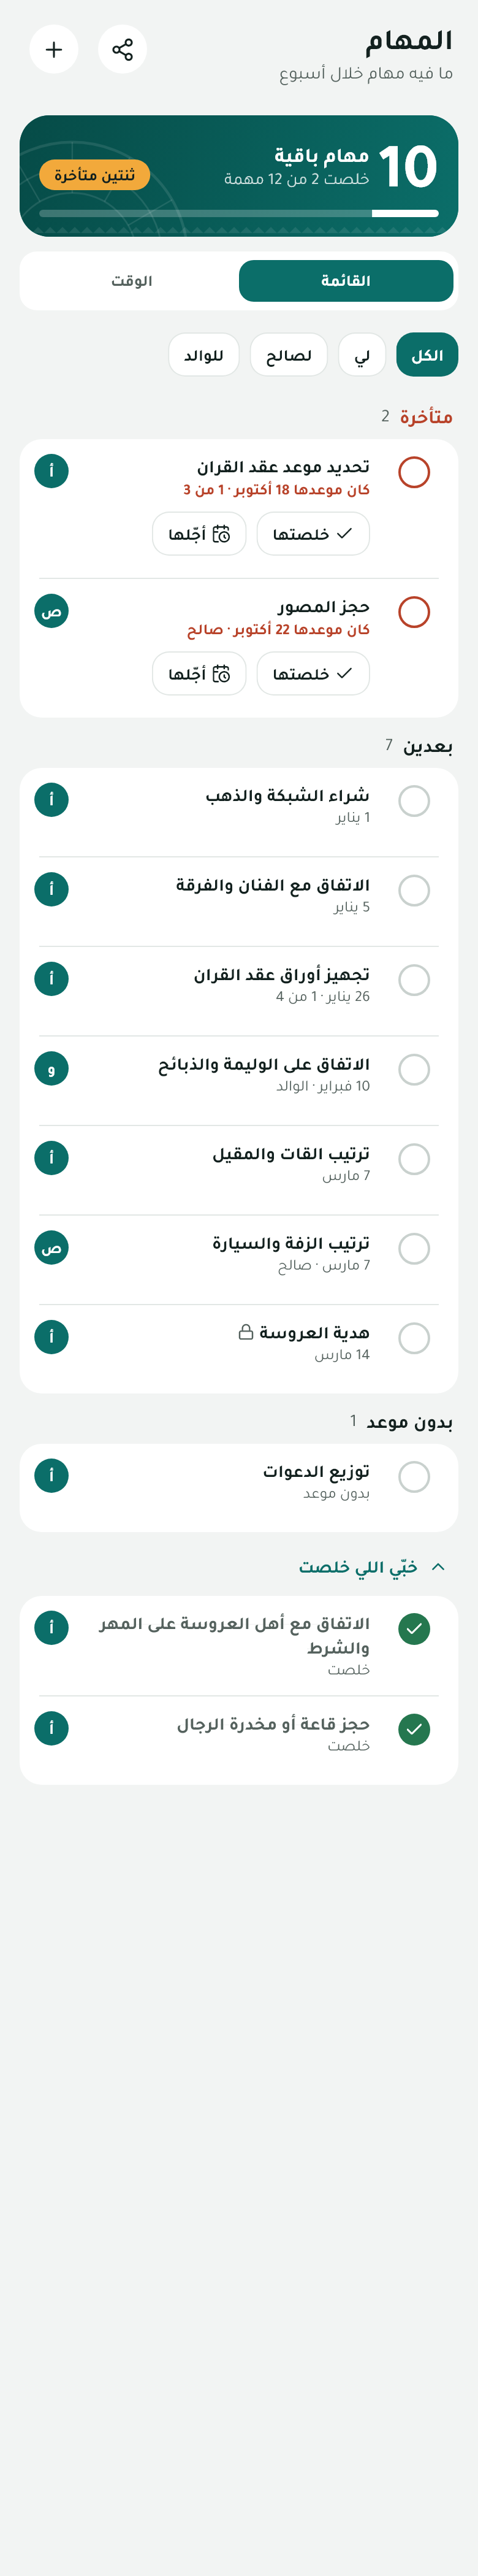 المهام
ما فيه مهام خلال أسبوع
10
مهام باقية
خلصت 2 من 12 مهمة
ثنتين متأخرة
القائمة
الوقت
الكل
لي
لصالح
للوالد
متأخرة 2
تحديد موعد عقد القران
أ
كان موعدها 18 أكتوبر · 1 من 3
خلصتها
أجّلها
حجز المصور
ص
كان موعدها 22 أكتوبر · صالح
خلصتها
أجّلها
بعدين 7
شراء الشبكة والذهب
أ
1 يناير
الاتفاق مع الفنان والفرقة
أ
5 يناير
تجهيز أوراق عقد القران
أ
26 يناير · 1 من 4
الاتفاق على الوليمة والذبائح
و
10 فبراير · الوالد
ترتيب القات والمقيل
أ
7 مارس
ترتيب الزفة والسيارة
ص
7 مارس · صالح
هدية العروسة
أ
14 مارس
بدون موعد 1
توزيع الدعوات
أ
بدون موعد
خبّي اللي خلصت
الاتفاق مع أهل العروسة على المهر
والشرط
أ
خلصت
حجز قاعة أو مخدرة الرجال
أ
خلصت